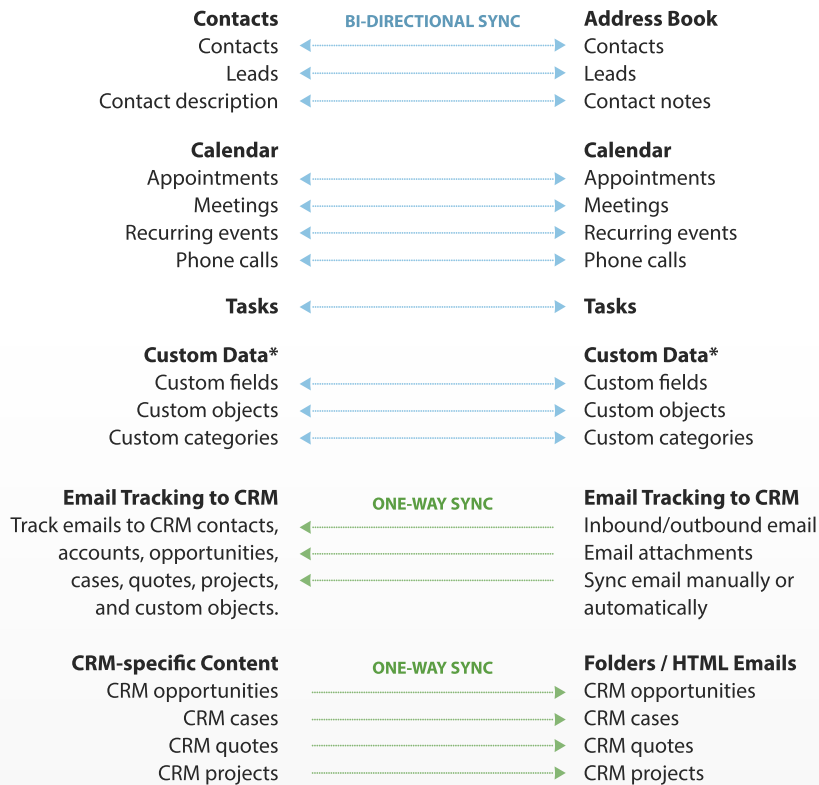 Contacts BI-DIRECTIONAL SYNC Address Book
Contacts Contacts
Leads Leads
Contact description Contact notes
Calendar Calendar
Appointments Appointments
Meetings Meetings
Recurring events Recurring events
Phone calls Phone calls
Tasks Tasks
Custom Data* Custom Data*
Custom fields Custom fields
Custom objects Custom objects
Custom categories Custom categories
Email Tracking to CRM ONE-WAY SYNC Email Tracking to CRM
Track emails to CRM contacts, Inbound/outbound email
accounts, opportunities, Email attachments
cases, quotes, projects, Sync email manually or
and custom objects. automatically
CRM-specific Content ONE-WAY SYNC Folders / HTML Emails
CRM opportunities CRM opportunities
CRM cases CRM cases
CRM quotes CRM quotes
CRM projects CRM projects